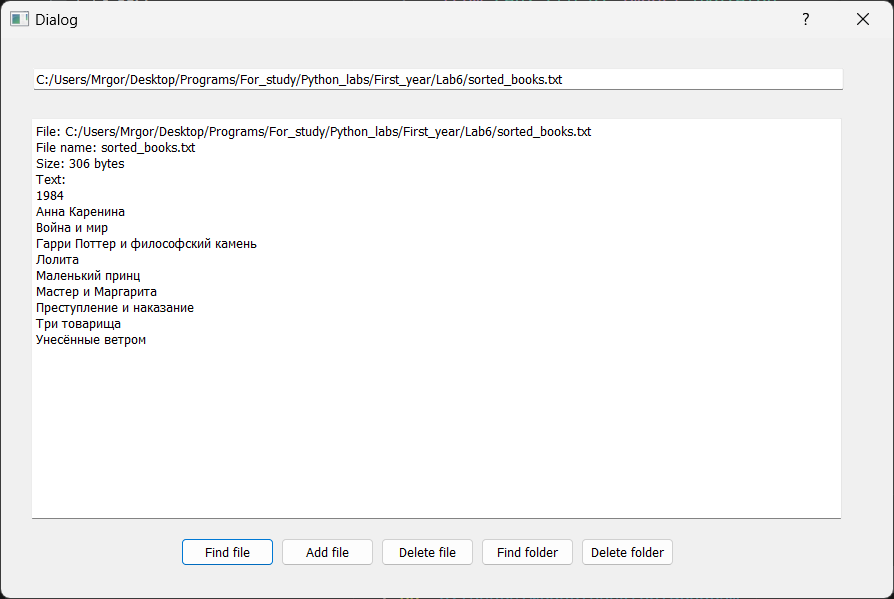 Dialog
?
C:/Users/Mrgor/Desktop/Programs/For_study/Python_labs/First_year/Lab6/sorted_books.txt
File: C:/Users/Mrgor/Desktop/Programs/For_study/Python_labs/First_year/Lab6/sorted_books.txt
File name: sorted_books.txt
Size: 306 bytes
Text:
1984
Анна Каренина
Война и мир
Гарри Поттер и философский камень
Лолита
Маленький принц
Мастер и Маргарита
Преступление и наказание
Три товарища
Унесённые ветром
Find file Add file Delete file Find folder Delete folder